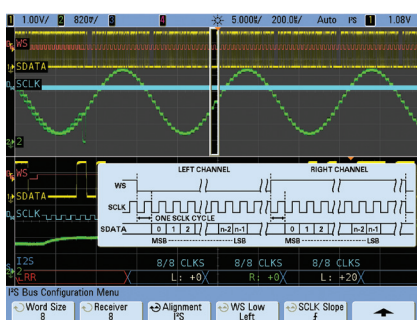 1 1.00V/ 2 820♉/ 3 4 5.000♉/ 200.0♉/ Auto I²S 1 1.08V
WS
SDATA
SCLK
2
WS
SDATA
SCLK
LEFT CHANNEL RIGHT CHANNEL
WS
SCLK
ONE SCLK CYCLE
SDATA 0 1 2 n-2 n-1 0 1 2 n-2 n-1
MSB LSB MSB LSB
I2S 8/8 CLKS 8/8 CLKS 8/8 CLKS
ERR L: +0 R: +0 L: +20
I²S Bus Configuration Menu
Word Size Receiver Alignment WS Low SCLK Slope
8 8 I²S Left